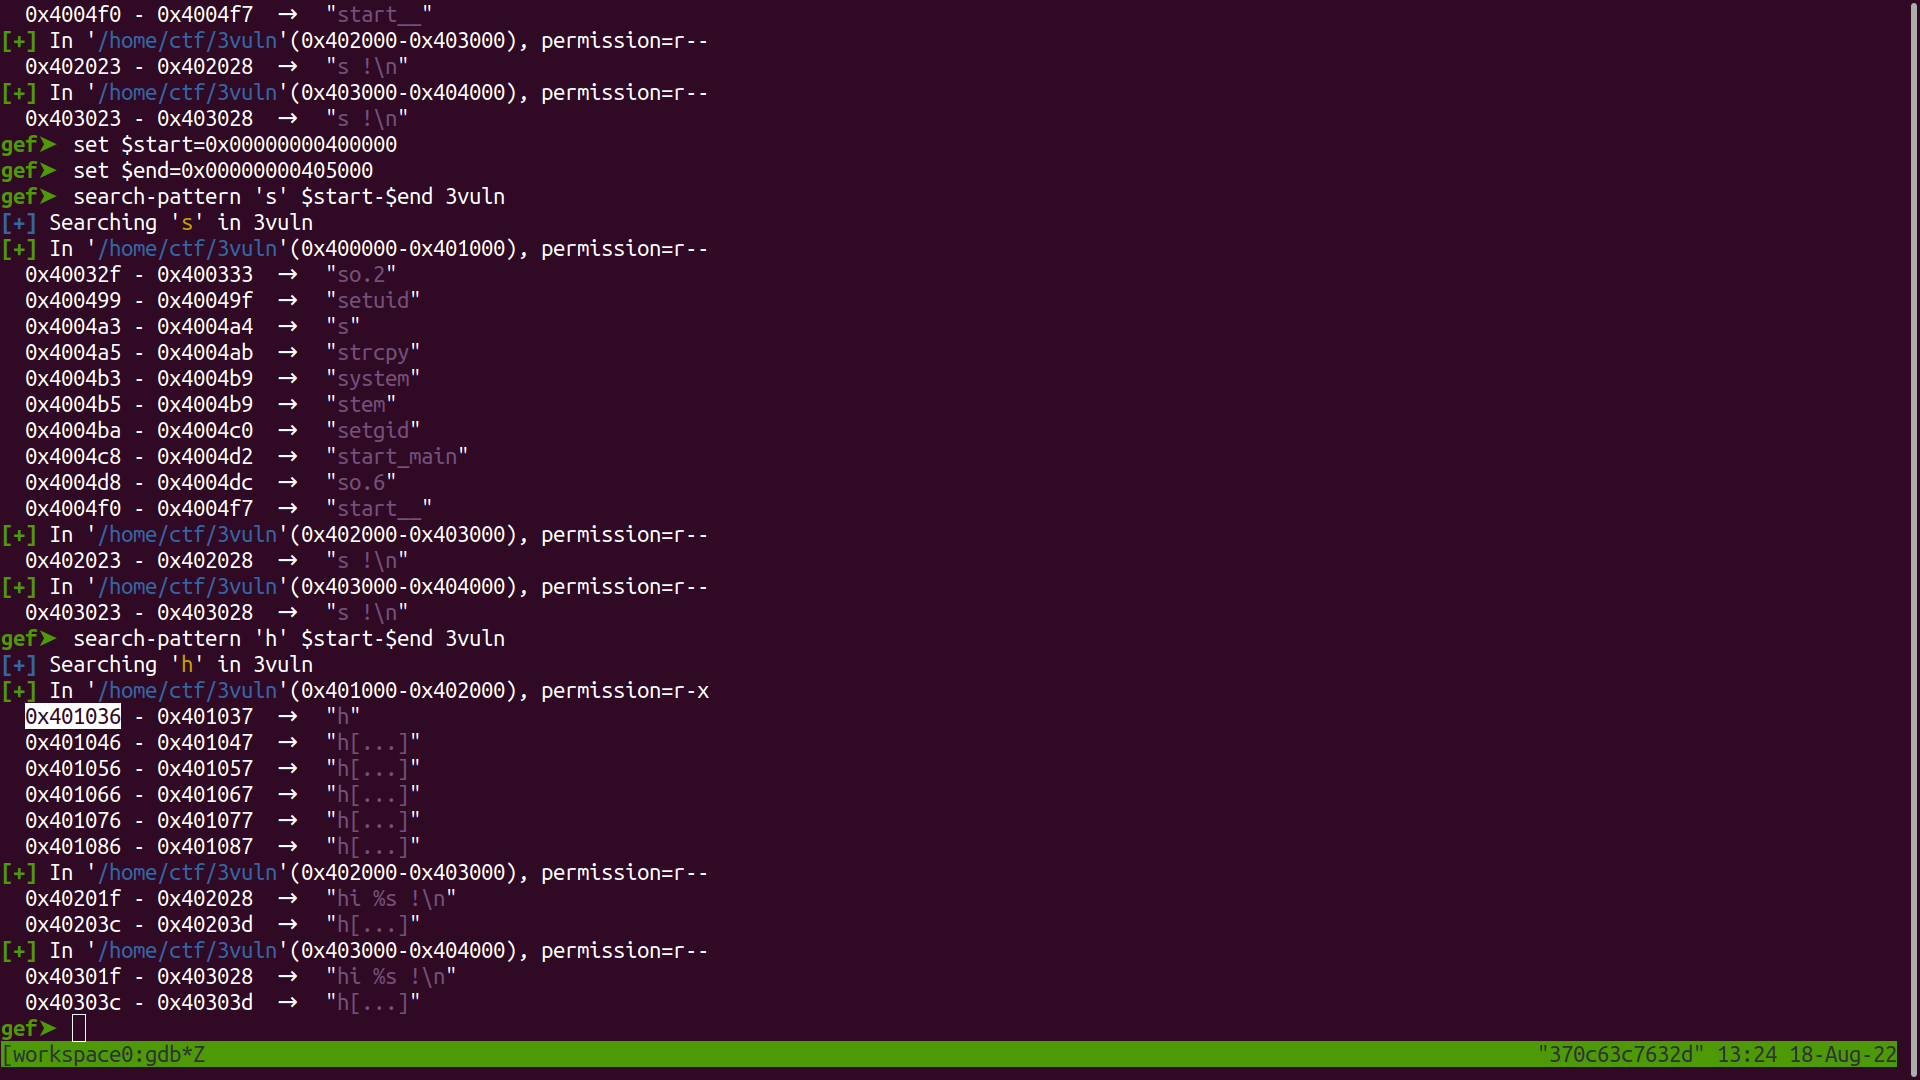 0x4004f0 - 0x4004f7  →  "start__"
[+] In '/home/ctf/3vuln'(0x402000-0x403000), permission=r--
  0x402023 - 0x402028  →  "s !\n"
[+] In '/home/ctf/3vuln'(0x403000-0x404000), permission=r--
  0x403023 - 0x403028  →  "s !\n"
gef➤  set $start=0x00000000400000
gef➤  set $end=0x00000000405000
gef➤  search-pattern 's' $start-$end 3vuln
[+] Searching 's' in 3vuln
[+] In '/home/ctf/3vuln'(0x400000-0x401000), permission=r--
  0x40032f - 0x400333  →  "so.2"
  0x400499 - 0x40049f  →  "setuid"
  0x4004a3 - 0x4004a4  →  "s"
  0x4004a5 - 0x4004ab  →  "strcpy"
  0x4004b3 - 0x4004b9  →  "system"
  0x4004b5 - 0x4004b9  →  "stem"
  0x4004ba - 0x4004c0  →  "setgid"
  0x4004c8 - 0x4004d2  →  "start_main"
  0x4004d8 - 0x4004dc  →  "so.6"
  0x4004f0 - 0x4004f7  →  "start__"
[+] In '/home/ctf/3vuln'(0x402000-0x403000), permission=r--
  0x402023 - 0x402028  →  "s !\n"
[+] In '/home/ctf/3vuln'(0x403000-0x404000), permission=r--
  0x403023 - 0x403028  →  "s !\n"
gef➤  search-pattern 'h' $start-$end 3vuln
[+] Searching 'h' in 3vuln
[+] In '/home/ctf/3vuln'(0x401000-0x402000), permission=r-x
  0x401036 - 0x401037  →  "h"
  0x401046 - 0x401047  →  "h[...]"
  0x401056 - 0x401057  →  "h[...]"
  0x401066 - 0x401067  →  "h[...]"
  0x401076 - 0x401077  →  "h[...]"
  0x401086 - 0x401087  →  "h[...]"
[+] In '/home/ctf/3vuln'(0x402000-0x403000), permission=r--
  0x40201f - 0x402028  →  "hi %s !\n"
  0x40203c - 0x40203d  →  "h[...]"
[+] In '/home/ctf/3vuln'(0x403000-0x404000), permission=r--
  0x40301f - 0x403028  →  "hi %s !\n"
  0x40303c - 0x40303d  →  "h[...]"
gef➤
[workspace0:gdb*Z "370c63c7632d" 13:24 18-Aug-22